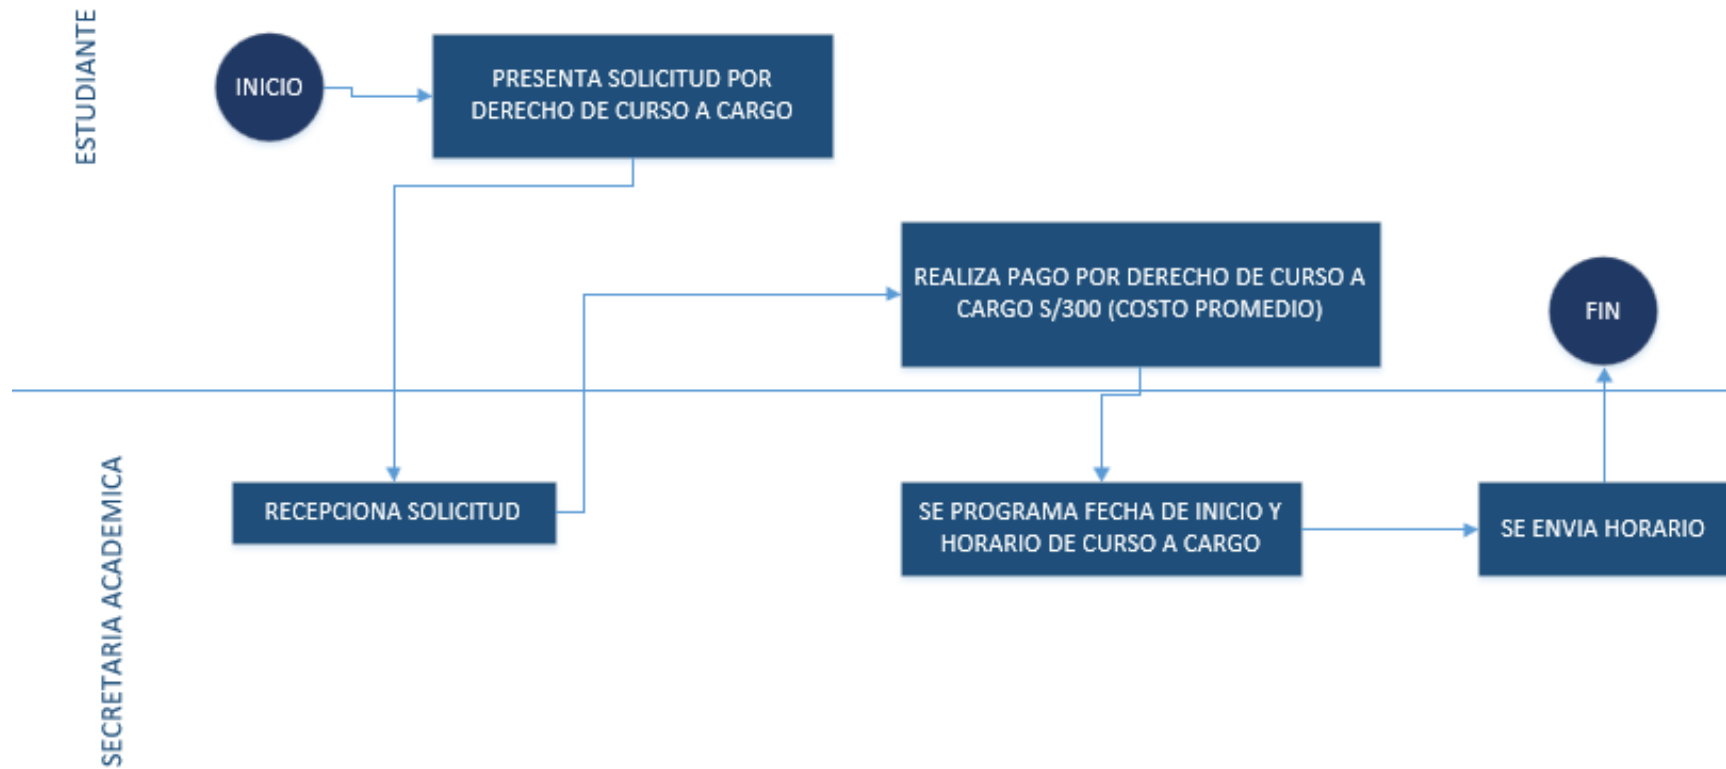 ESTUDIANTE
INICIO
PRESENTA SOLICITUD POR
DERECHO DE CURSO A CARGO
REALIZA PAGO POR DERECHO DE CURSO A
CARGO S/300 (COSTO PROMEDIO)
FIN
SECRETARIA ACADEMICA
RECEPCIONA SOLICITUD
SE PROGRAMA FECHA DE INICIO Y
HORARIO DE CURSO A CARGO
SE ENVIA HORARIO